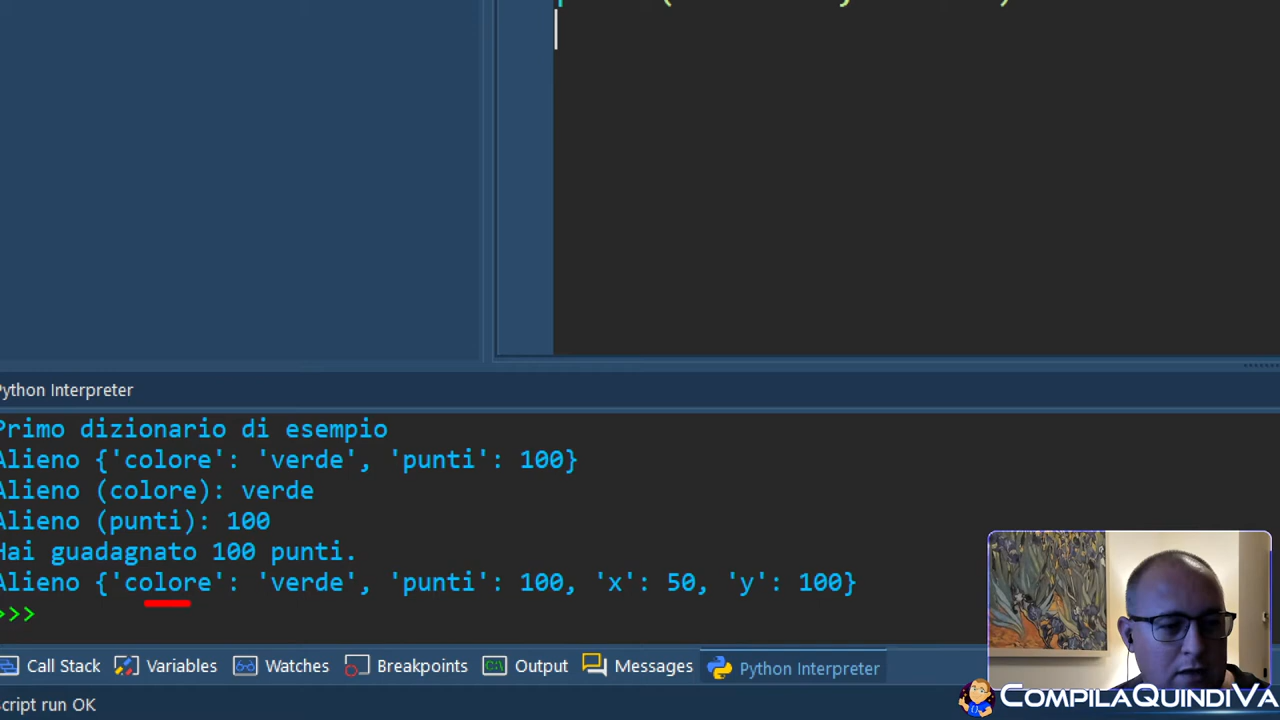 Python Interpreter
Primo dizionario di esempio
Alieno {'colore': 'verde', 'punti': 100}
Alieno (colore): verde
Alieno (punti): 100
Hai guadagnato 100 punti.
Alieno {'colore': 'verde', 'punti': 100, 'x': 50, 'y': 100}
>>>
Call Stack Variables Watches Breakpoints Output Messages Python Interpreter
COMPILAQUINDIVA
Script run OK